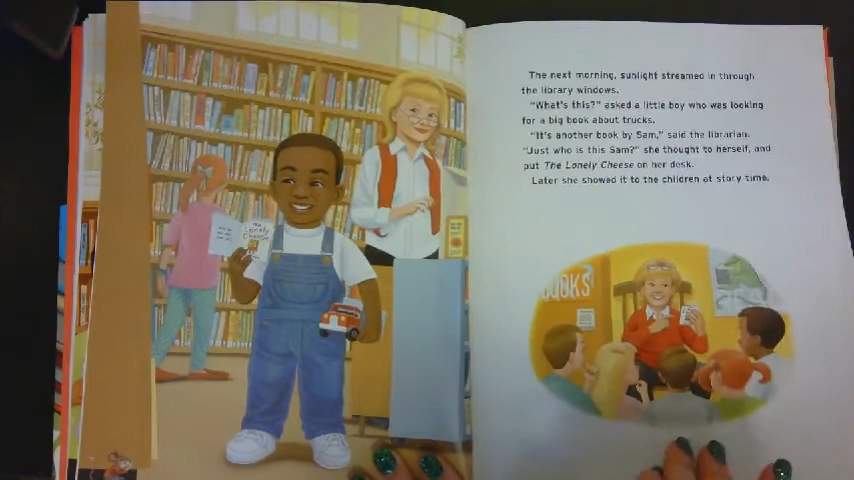 The Lonely Cheese
The next morning, sunlight streamed in through
the library windows.
"What's this?" asked a little boy who was looking
for a big book about trucks.
"It's another book by Sam," said the librarian.
"Just who is this Sam?" she thought to herself, and
put The Lonely Cheese on her desk.
Later she showed it to the children at story time.
BOOKS